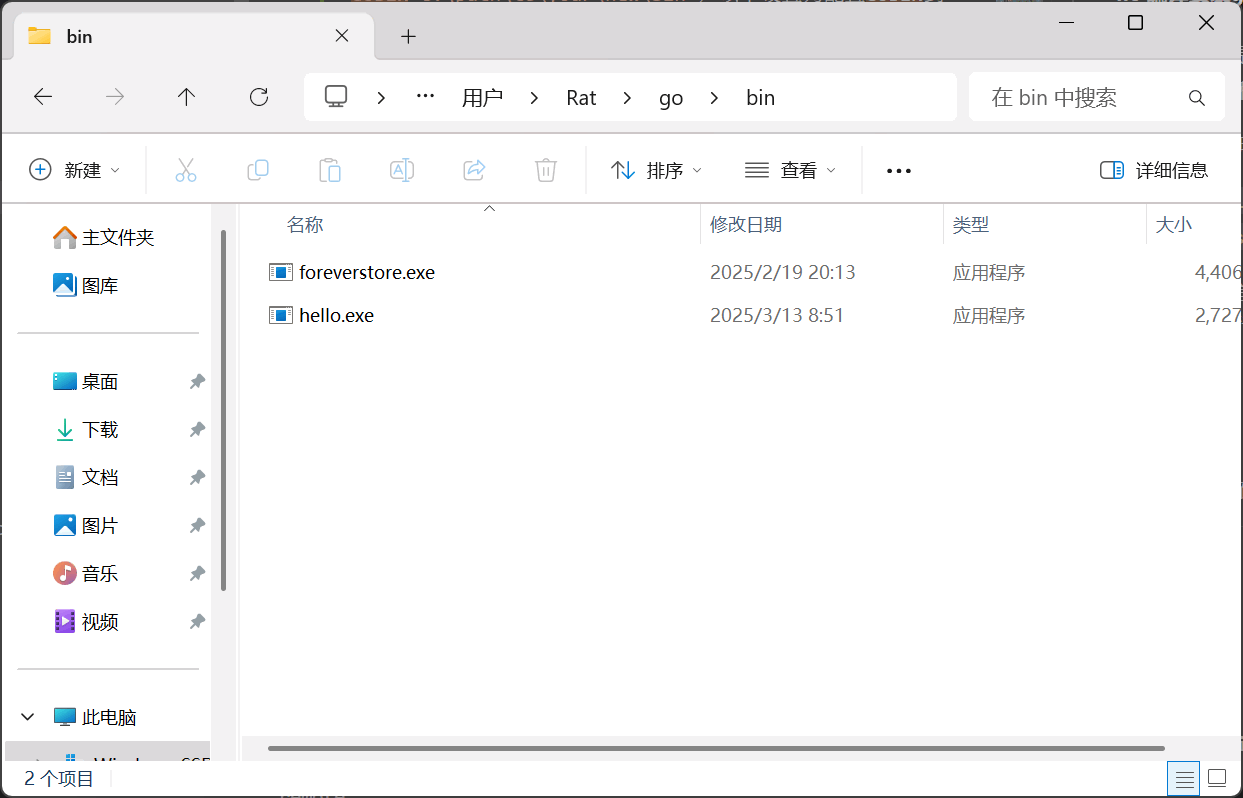 bin
用户 Rat go bin
在 bin 中搜索
新建 排序 查看 详细信息
主文件夹
图库
桌面
下载
文档
图片
音乐
视频
此电脑
名称 修改日期 类型 大小
foreverstore.exe 2025/2/19 20:13 应用程序 4,406
hello.exe 2025/3/13 8:51 应用程序 2,727
2 个项目